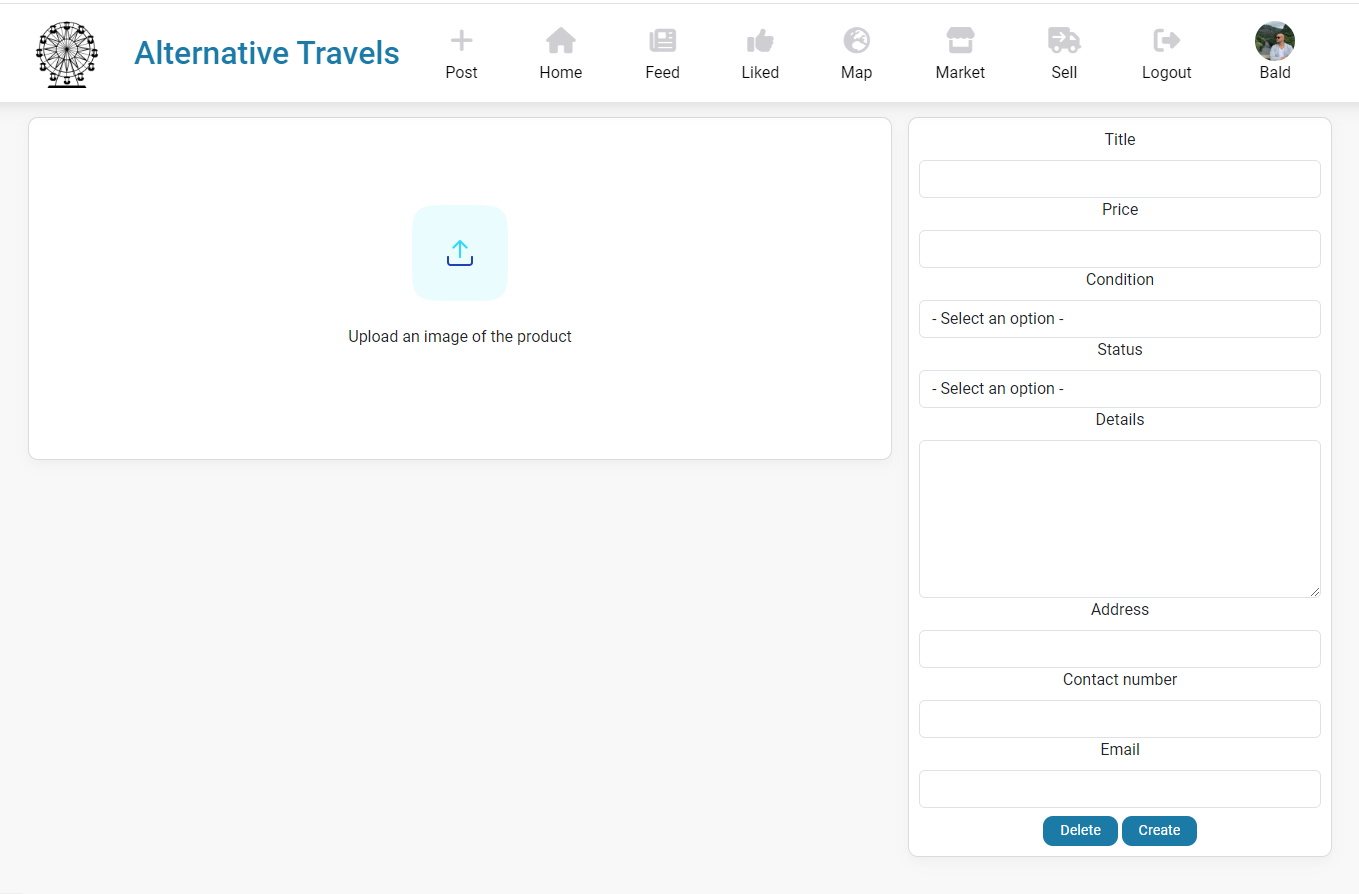 Alternative Travels
Post
Home
Feed
Liked
Map
Market
Sell
Logout
Bald
Upload an image of the product
Title
Price
Condition
- Select an option -
Status
- Select an option -
Details
Address
Contact number
Email
Delete
Create